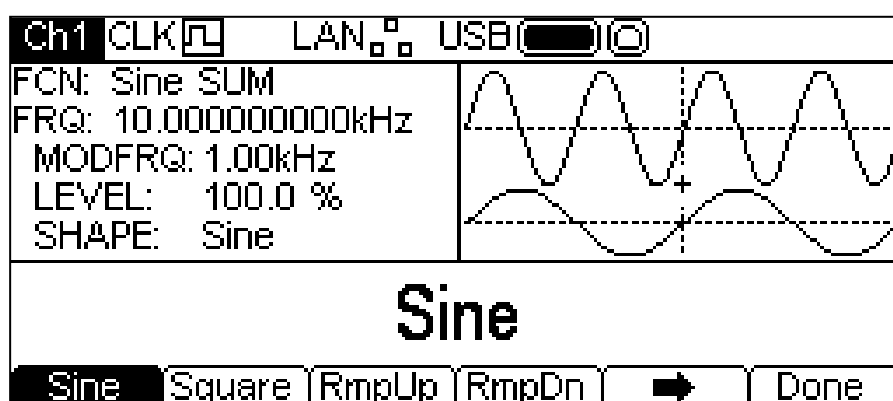 Ch1 CLK LAN USB
FCN: Sine SUM
FRQ: 10.000000000kHz
MODFRQ: 1.00kHz
LEVEL: 100.0 %
SHAPE: Sine
Sine
Sine Square RmpUp RmpDn Done